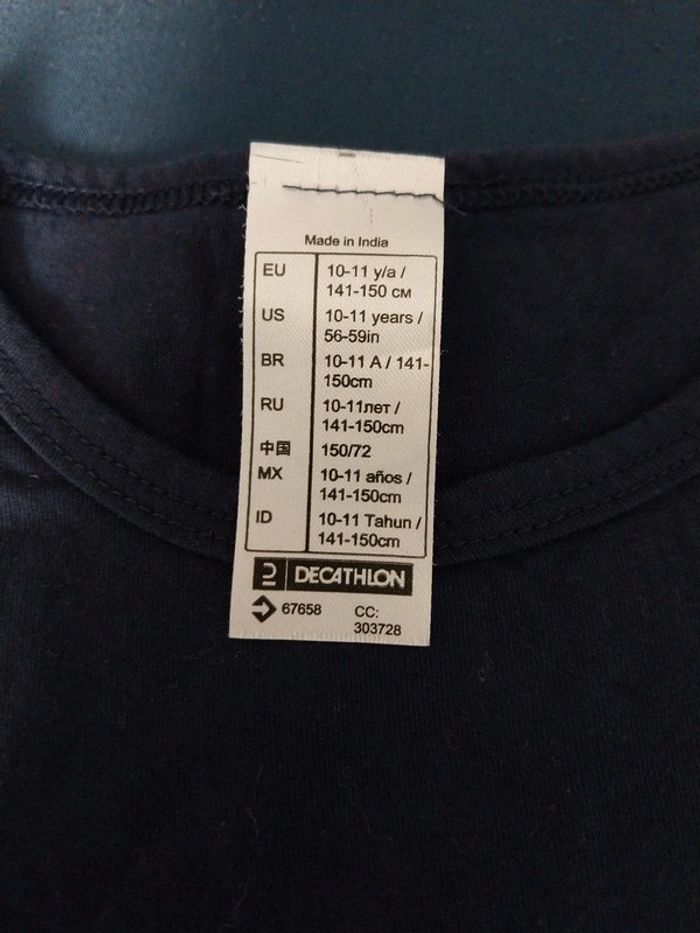 Made in India
EU 10-11 y/a /
141-150 см
US 10-11 years /
56-59in
BR 10-11 A / 141-
150cm
RU 10-11лет /
141-150cm
中国 150/72
MX 10-11 años /
141-150cm
ID 10-11 Tahun /
141-150cm
DECATHLON
67658 CC:
303728